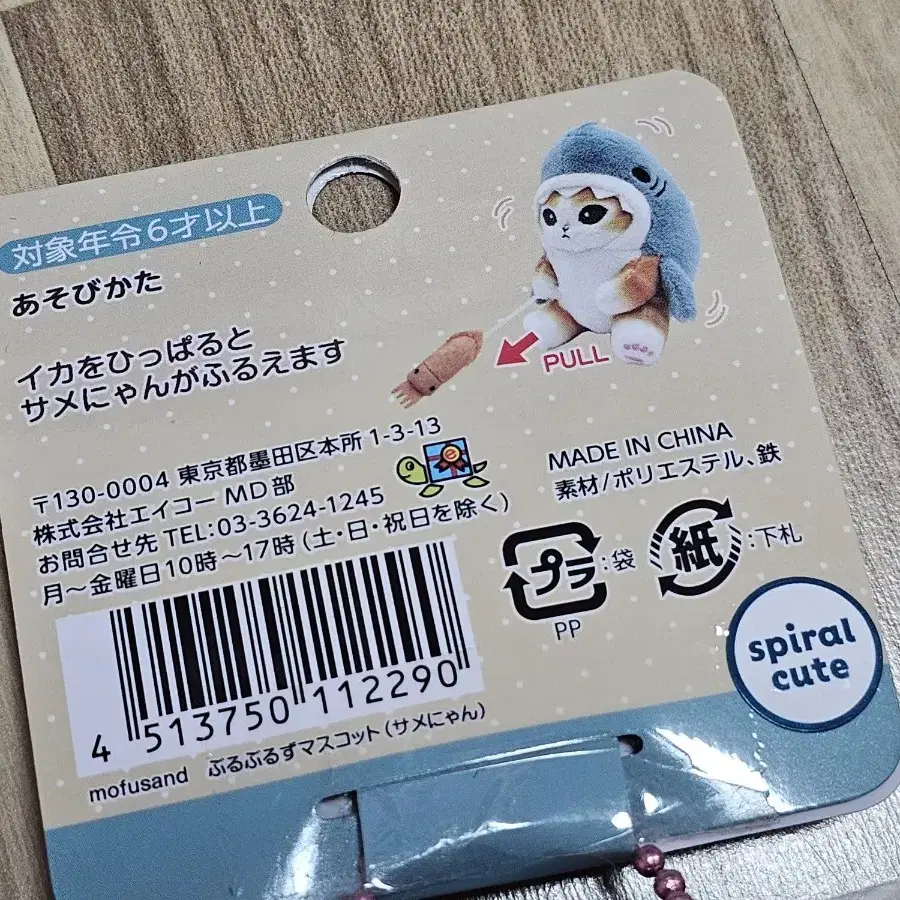 対象年令6才以上
あそびかた
イカをひっぱると
サメにゃんがふるえます
PULL
〒130-0004 東京都墨田区本所1-3-13
株式会社エイコー MD部
お問合せ先 TEL:03-3624-1245
月～金曜日10時～17時 (土・日・祝日を除く)
e
MADE IN CHINA
素材/ポリエステル、鉄
プラ:袋
PP
紙:下札
4 513750 112290
mofusand ぶるぶるずマスコット (サメにゃん)
spiral
cute